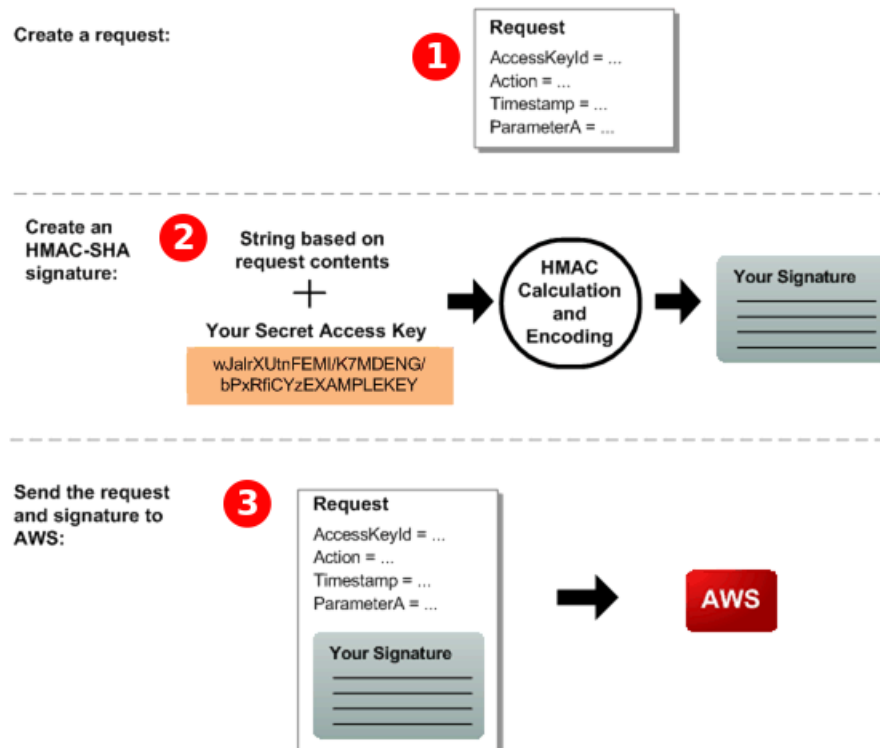 Create a request:
1
Request
AccessKeyId = ...
Action = ...
Timestamp = ...
ParameterA = ...
Create an
HMAC-SHA
signature:
2
String based on
request contents
+
Your Secret Access Key
wJalrXUtnFEMI/K7MDENG/
bPxRfiCYzEXAMPLEKEY
HMAC
Calculation
and
Encoding
Your Signature
Send the request
and signature to
AWS:
3
Request
AccessKeyId = ...
Action = ...
Timestamp = ...
ParameterA = ...
Your Signature
AWS